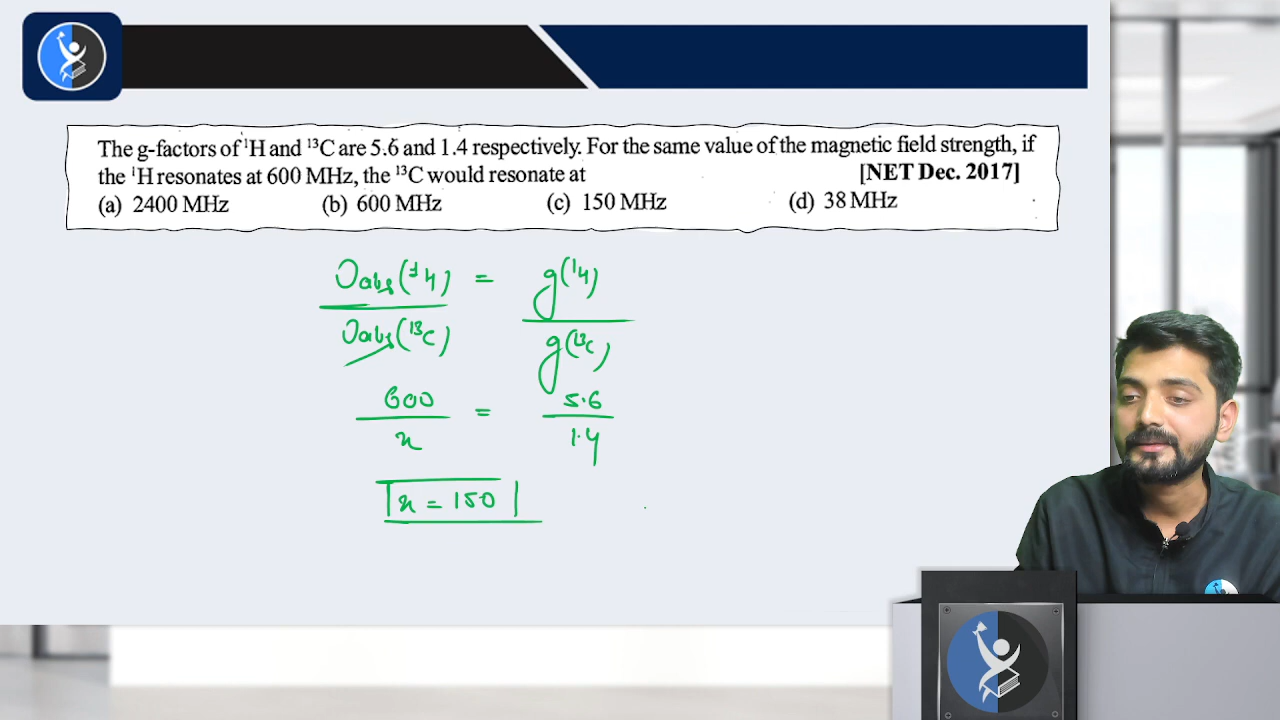 The g-factors of ¹H and ¹³C are 5.6 and 1.4 respectively. For the same value of the magnetic field strength, if
the ¹H resonates at 600 MHz, the ¹³C would resonate at [NET Dec. 2017]
(a) 2400 MHz (b) 600 MHz (c) 150 MHz (d) 38 MHz
νabs(¹H) = g(¹H)
νabs(¹³C) g(¹³C)
600 = 5.6
x 1.4
x = 150